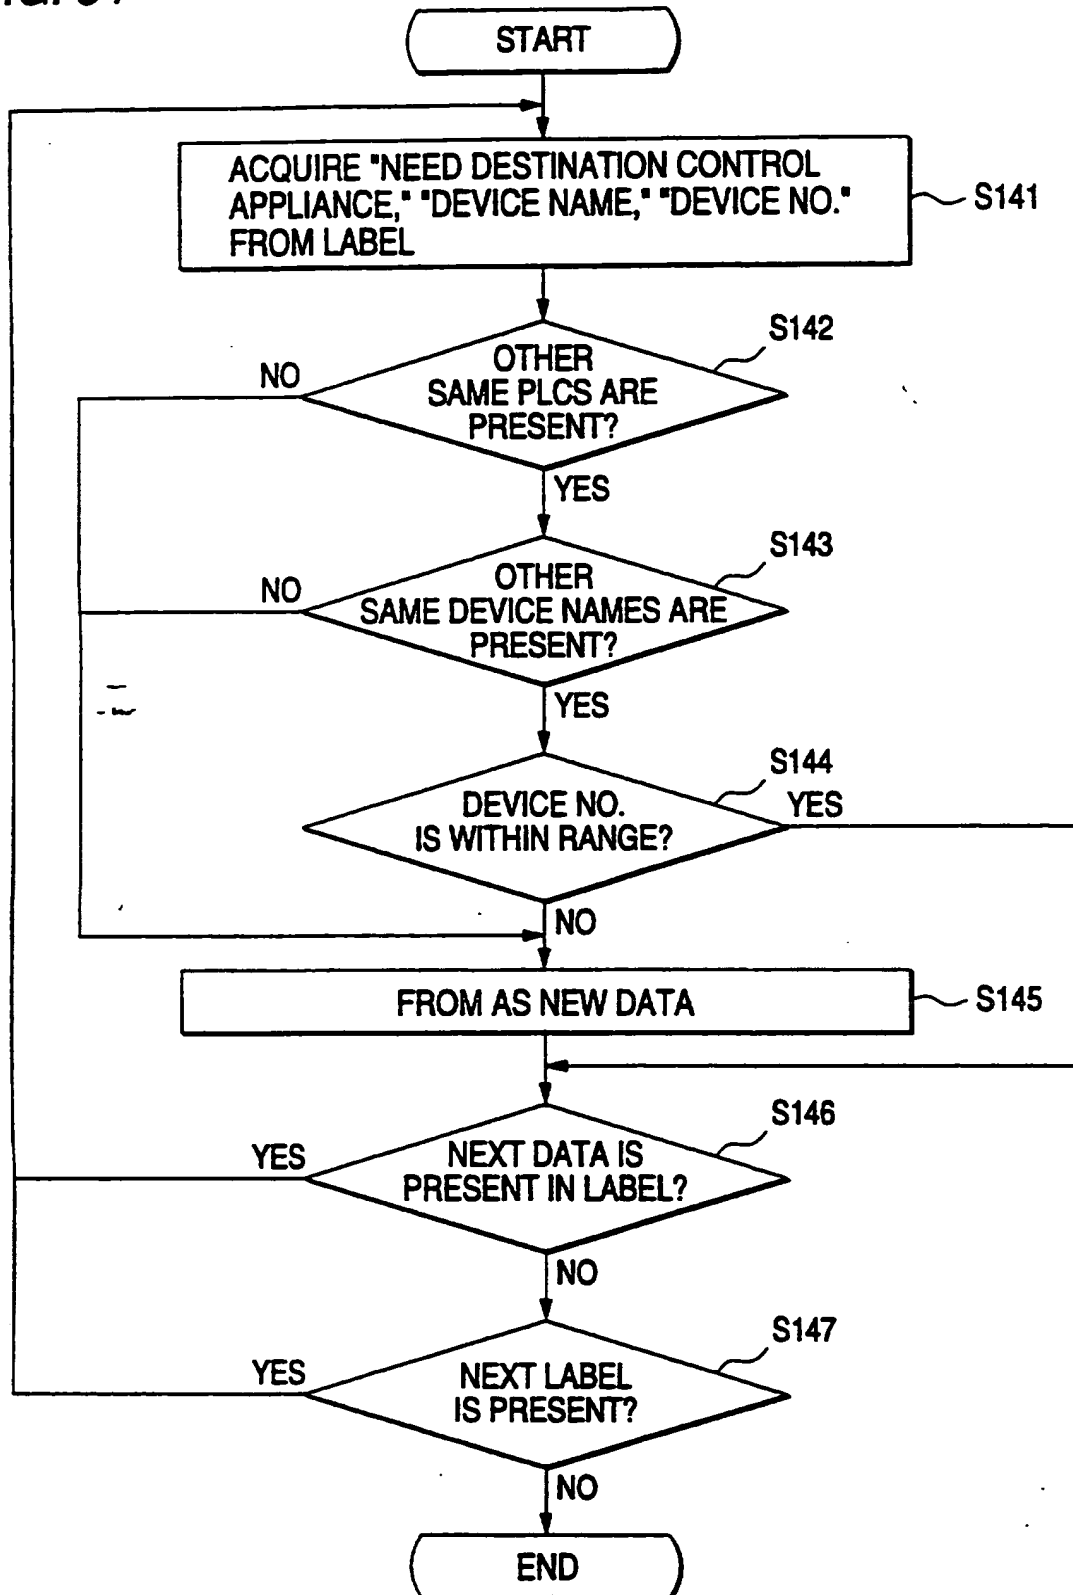 START
ACQUIRE "NEED DESTINATION CONTROL
APPLIANCE," "DEVICE NAME," "DEVICE NO."
FROM LABEL
S141
S142
OTHER
SAME PLCS ARE
PRESENT?
NO
YES
S143
OTHER
SAME DEVICE NAMES ARE
PRESENT?
NO
YES
S144
DEVICE NO.
IS WITHIN RANGE?
YES
NO
FROM AS NEW DATA
S145
S146
NEXT DATA IS
PRESENT IN LABEL?
YES
NO
S147
NEXT LABEL
IS PRESENT?
YES
NO
END